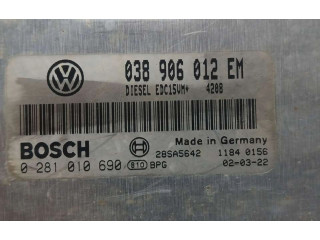 038 906 012 EM
DIESEL EDC15VM+ 4208
BOSCH
Made in Germany
28SA5642 1184 0156
0 281 010 690 810 BPG 02-03-22